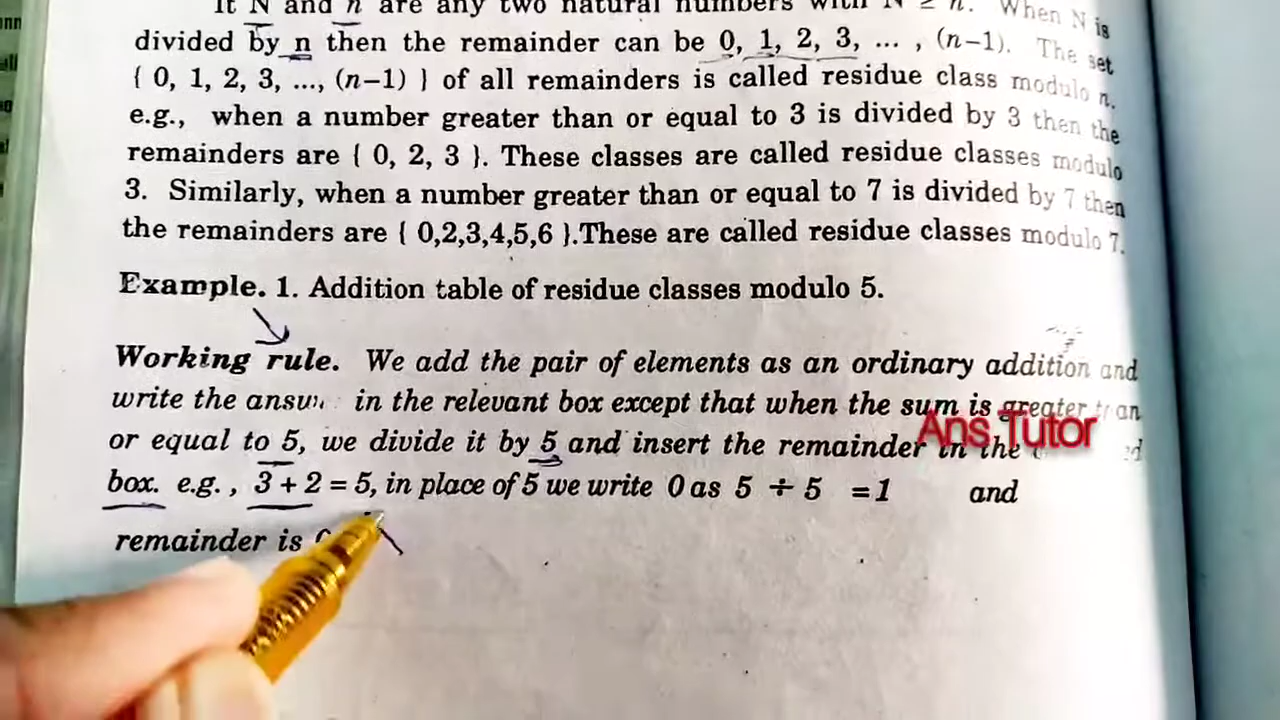 If N and n are any two natural numbers with N ≥ n. When N is
divided by n then the remainder can be 0, 1, 2, 3, ... , (n–1). The set
{ 0, 1, 2, 3, ..., (n–1) } of all remainders is called residue class modulo n.
e.g., when a number greater than or equal to 3 is divided by 3 then the
remainders are { 0, 2, 3 }. These classes are called residue classes modulo
3. Similarly, when a number greater than or equal to 7 is divided by 7 then
the remainders are { 0,2,3,4,5,6 }.These are called residue classes modulo 7.
Example. 1. Addition table of residue classes modulo 5.
Working rule. We add the pair of elements as an ordinary addition and
write the in the relevant box except that when the sum is greater than
Ans Tutor
or equal to 5, we divide it by 5 and insert the remainder in the
box. e.g., 3 + 2 = 5, in place of 5 we write 0 as 5 ÷ 5 =1 and
remainder is